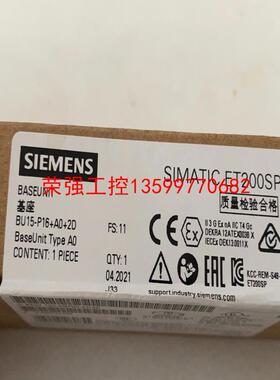 SIEMENS
SIMATIC ET200SP
荣强工控13599770682
质量检验合格
BASEUNIT
基座
BU15-P16+A0+2D
BaseUnit Type A0
CONTENT: 1 PIECE
FS: 11
QTY: 1
04.2021
J33
CE
Ex
II 3 G Ex nA IIC T4 Gc
DEKRA 12ATEX0038 X
IECEx DEK13.0011X
KCC-REM-S49-
ET200SP
support.industry.siemens.com